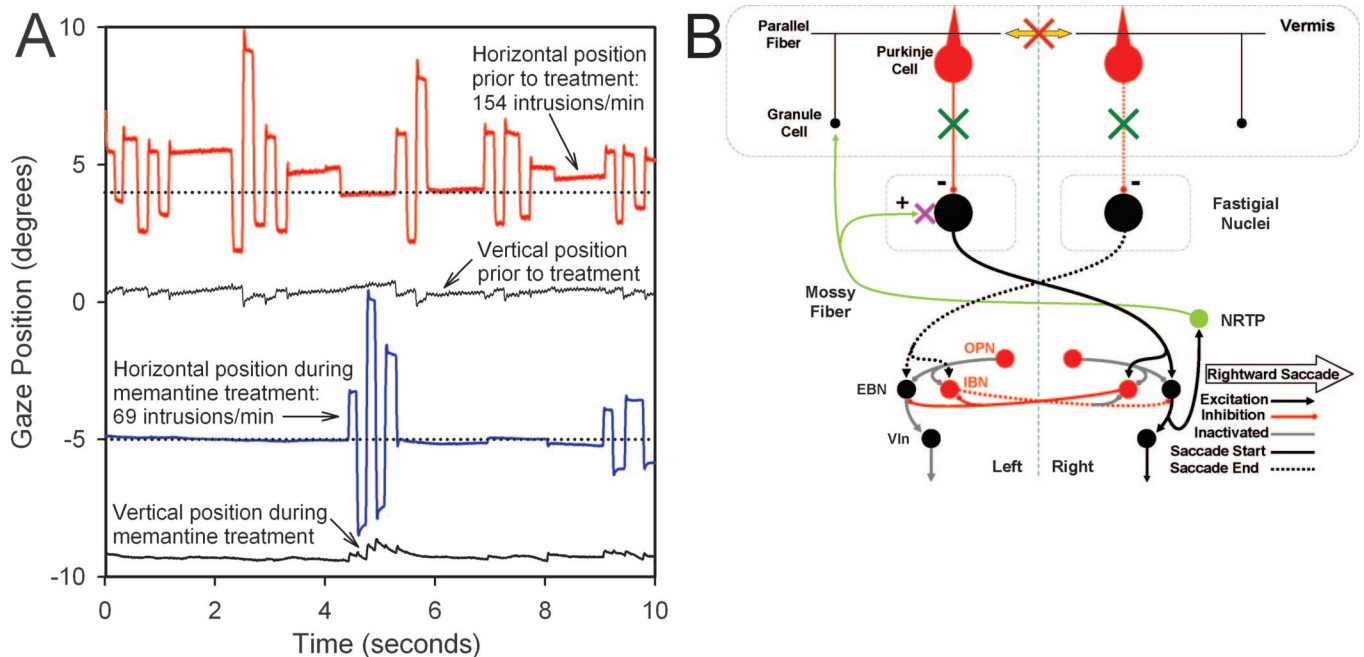 A
10
5
0
-5
-10
Gaze Position (degrees)
Horizontal position
prior to treatment:
154 intrusions/min
Vertical position
prior to treatment
Horizontal position during
memantine treatment:
69 intrusions/min
Vertical position during
memantine treatment
0 2 4 6 8 10
Time (seconds)
B
Parallel
Fiber
Vermis
Purkinje
Cell
Granule
Cell
- -
+
Fastigial
Nuclei
Mossy
Fiber
NRTP
OPN
EBN
IBN
Rightward Saccade
VIn
Left Right
Excitation
Inhibition
Inactivated
Saccade Start
Saccade End